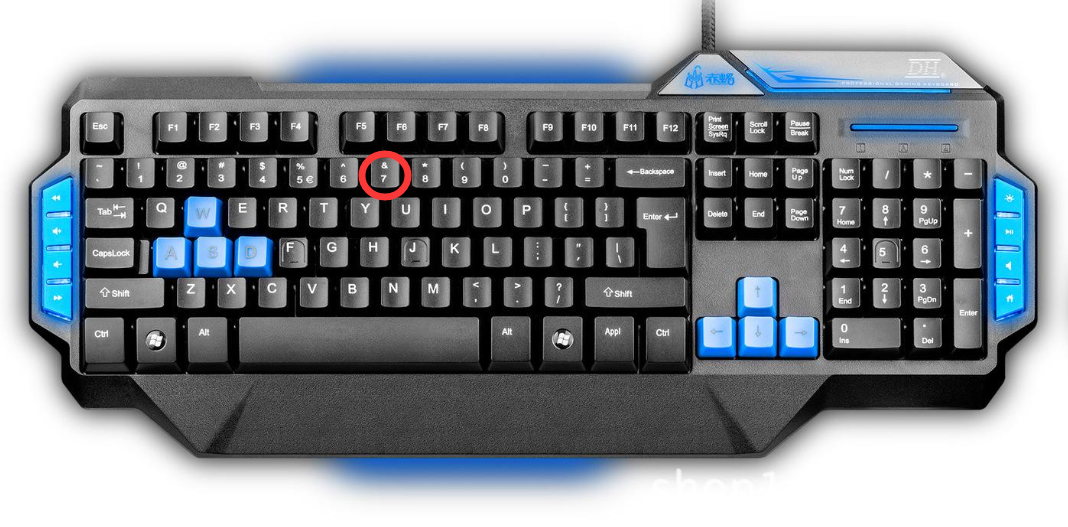 DH®
PROFESSIONAL GAMING KEYBOARD
Esc F1 F2 F3 F4 F5 F6 F7 F8 F9 F10 F11 F12 Print Screen SysRq Scroll Lock Pause Break
~ ` ! 1 @ 2 # 3 $ 4 % 5 € ^ 6 & 7 * 8 ( 9 ) 0 _ - + = ←Backspace Insert Home Page Up Num Lock / * −
Tab Q W E R T Y U I O P { [ } ] Enter Delete End Page Down 7 Home 8 ↑ 9 PgUp +
CapsLock A S D F G H J K L : ; " ' | \ 4 ← 5 6 →
⇧ Shift Z X C V B N M < , > . ? / ⇧ Shift ↑ 1 End 2 ↓ 3 PgDn Enter
Ctrl Alt Alt Appl Ctrl ← ↓ → 0 Ins . Del